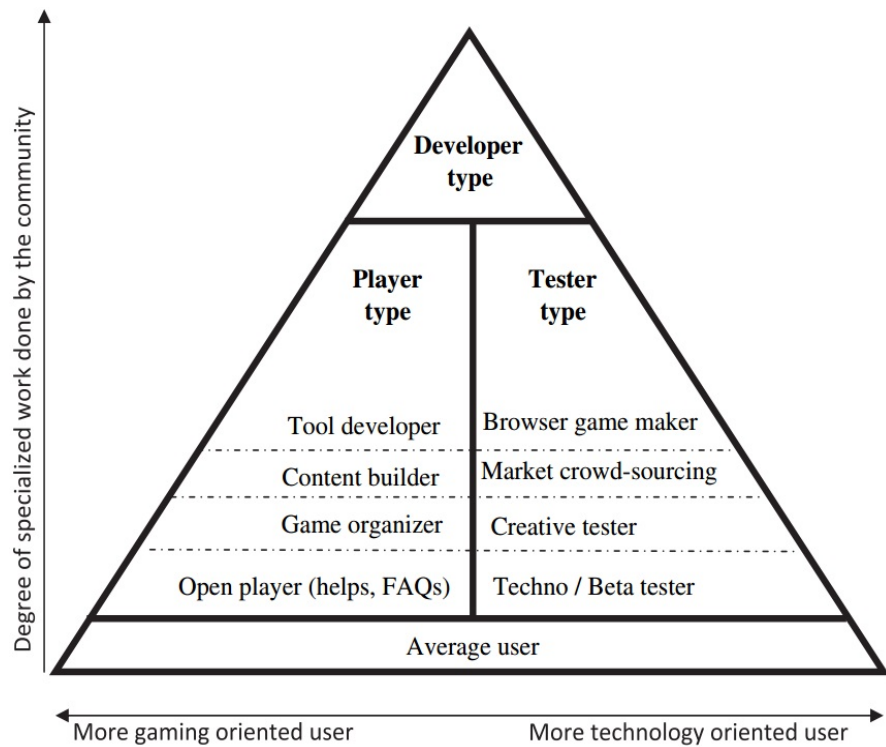 Degree of specialized work done by the community
Developer
type
Player
type
Tester
type
Tool developer
Browser game maker
Content builder
Market crowd-sourcing
Game organizer
Creative tester
Open player (helps, FAQs)
Techno / Beta tester
Average user
More gaming oriented user
More technology oriented user